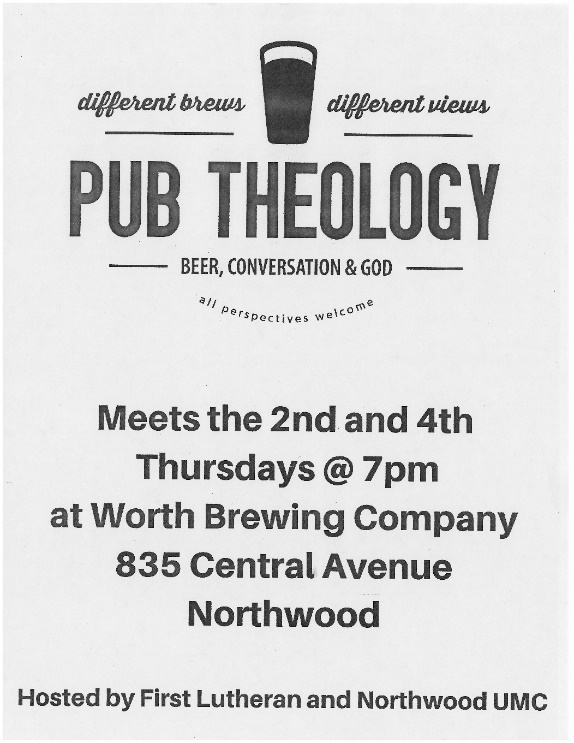 different brews different views
PUB THEOLOGY
BEER, CONVERSATION & GOD
all perspectives welcome
Meets the 2nd and 4th
Thursdays @ 7pm
at Worth Brewing Company
835 Central Avenue
Northwood
Hosted by First Lutheran and Northwood UMC